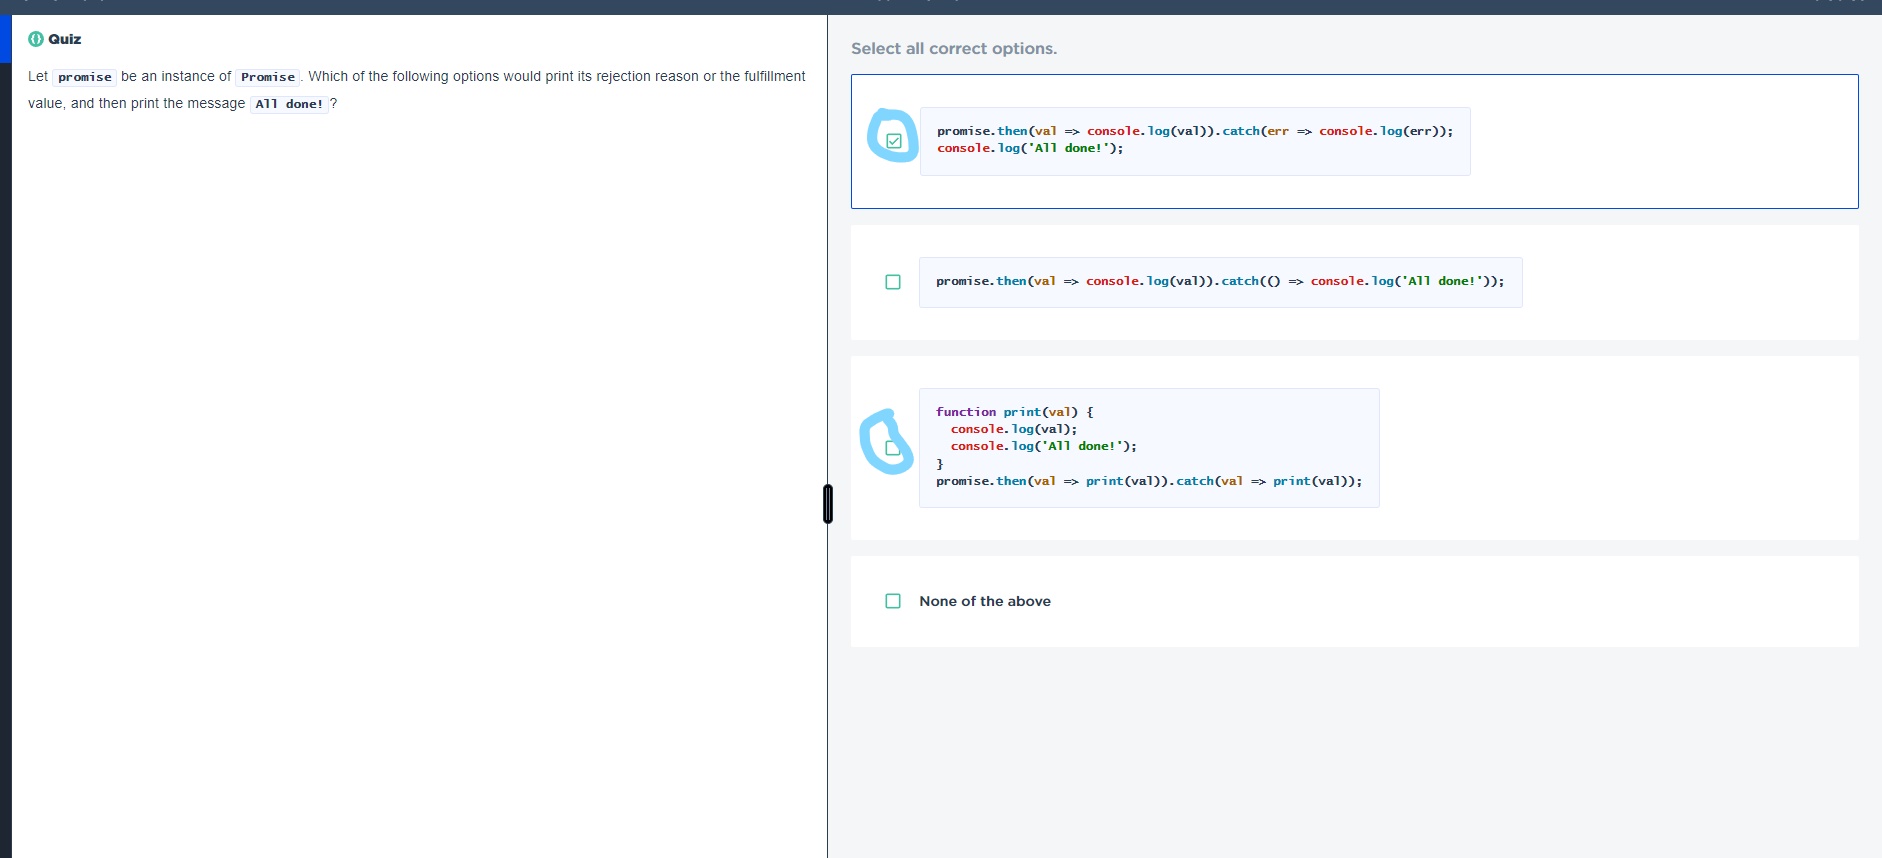 Quiz
Let promise be an instance of Promise. Which of the following options would print its rejection reason or the fulfillment
value, and then print the message All done! ?
Select all correct options.
promise.then(val => console.log(val)).catch(err => console.log(err));
console.log('All done!');
promise.then(val => console.log(val)).catch(() => console.log('All done!'));
function print(val) {
  console.log(val);
  console.log('All done!');
}
promise.then(val => print(val)).catch(val => print(val));
None of the above